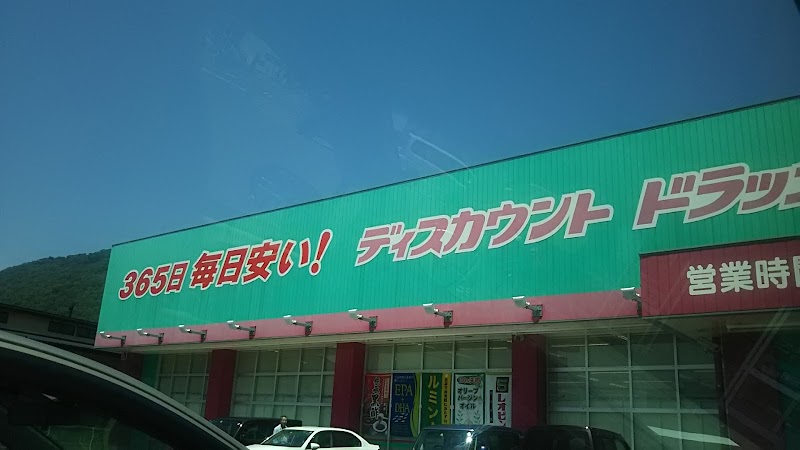 365日 毎日安い! ディスカウント ドラッ
営業時
EPA
DHA
ルミン
オリーブ
バージン
オイル
レオピ